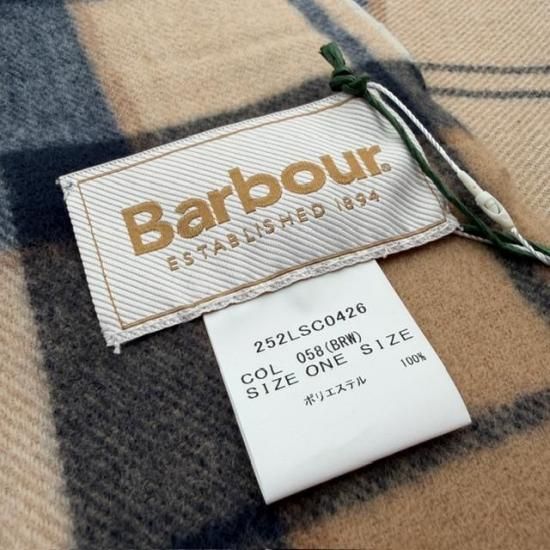 Barbour®
ESTABLISHED 1894
252LSC0426
COL 058(BRW)
SIZE ONE SIZE
ポリエステル 100%